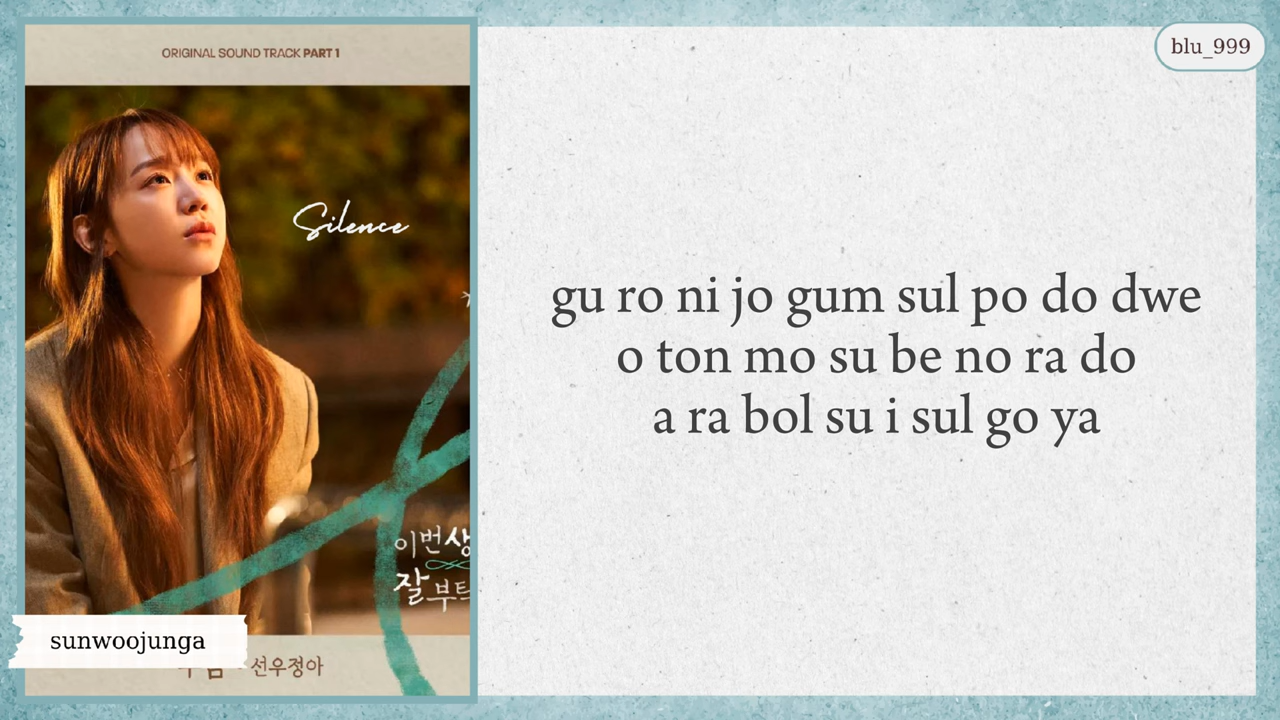 ORIGINAL SOUND TRACK PART 1
Silence
이번생
잘부탁
선우정아
sunwoojunga
blu_999
gu ro ni jo gum sul po do dwe
o ton mo su be no ra do
a ra bol su i sul go ya